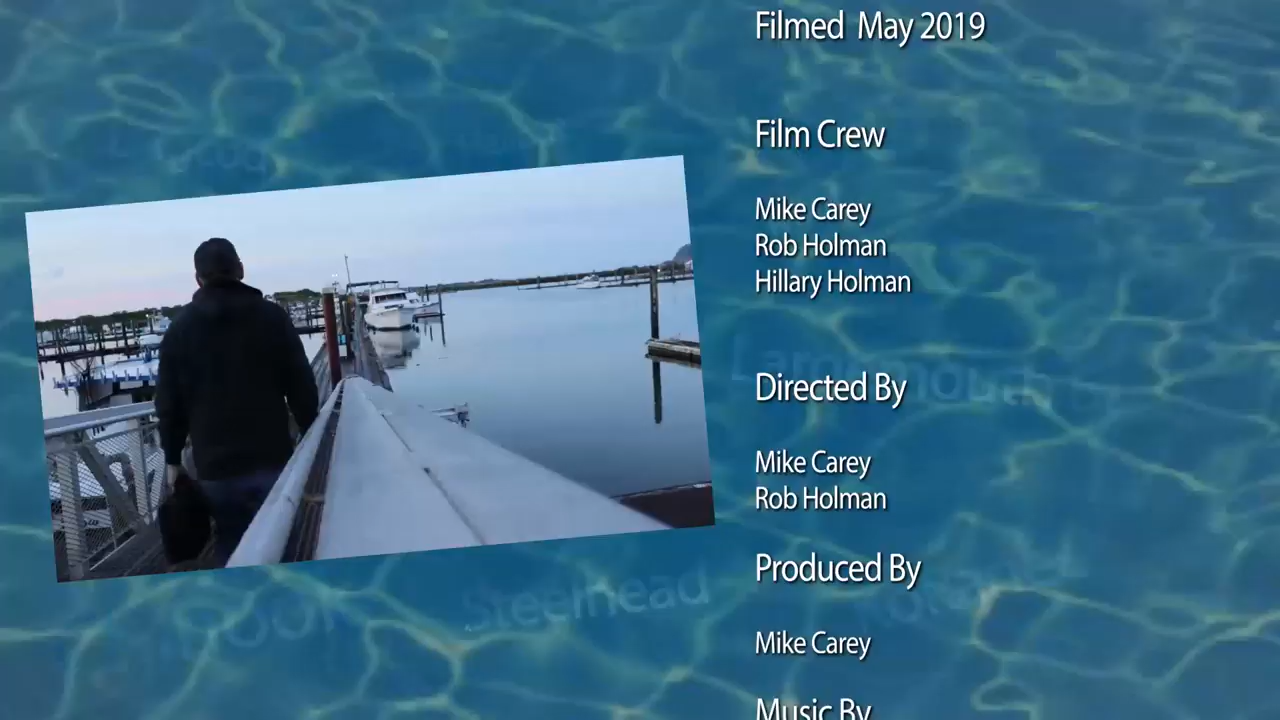 Filmed May 2019
Film Crew
Mike Carey
Rob Holman
Hillary Holman
Directed By
Mike Carey
Rob Holman
Produced By
Mike Carey
Music By
Steelhead